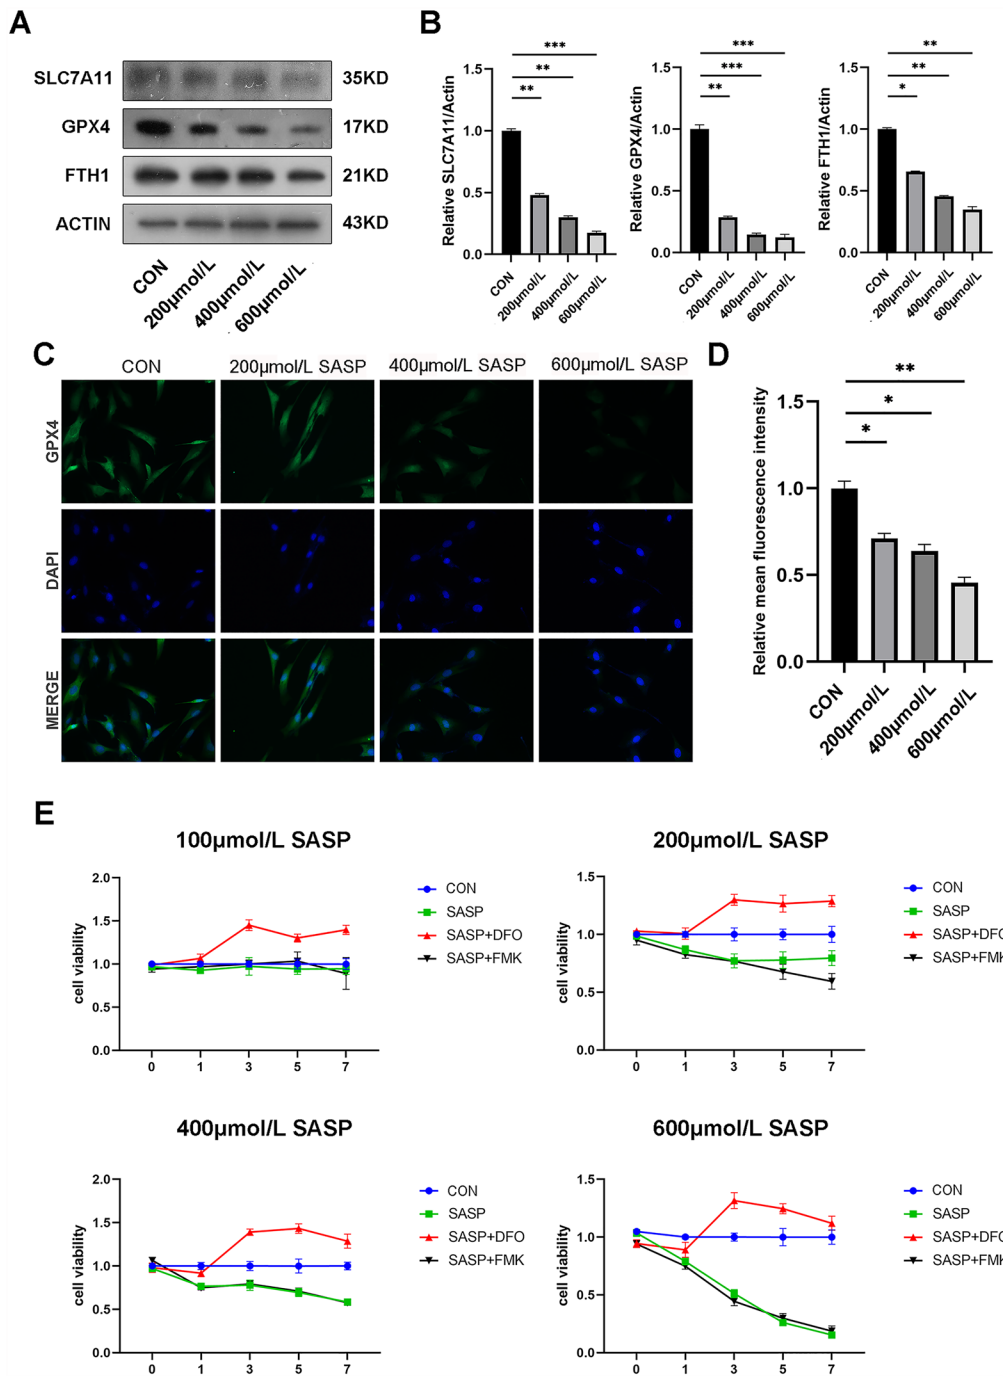 A
SLC7A11 35KD
GPX4 17KD
FTH1 21KD
ACTIN 43KD
CON 200μmol/L 400μmol/L 600μmol/L
B
Relative SLC7A11/Actin
1.5
1.0
0.5
0.0
***
**
**
CON 200μmol/L 400μmol/L 600μmol/L
Relative GPX4/Actin
1.5
1.0
0.5
0.0
***
***
**
CON 200μmol/L 400μmol/L 600μmol/L
Relative FTH1/Actin
1.5
1.0
0.5
0.0
**
**
*
CON 200μmol/L 400μmol/L 600μmol/L
C
CON 200μmol/L SASP 400μmol/L SASP 600μmol/L SASP
GPX4
DAPI
MERGE
D
Relative mean fluorescence intensity
1.5
1.0
0.5
0.0
**
*
*
CON 200μmol/L 400μmol/L 600μmol/L
E
100μmol/L SASP
cell viability
2.0
1.5
1.0
0.5
0.0
0 1 3 5 7
CON
SASP
SASP+DFO
SASP+FMK
200μmol/L SASP
cell viability
1.5
1.0
0.5
0.0
0 1 3 5 7
CON
SASP
SASP+DFO
SASP+FMK
400μmol/L SASP
cell viability
2.0
1.5
1.0
0.5
0.0
0 1 3 5 7
CON
SASP
SASP+DFO
SASP+FMK
600μmol/L SASP
cell viability
1.5
1.0
0.5
0.0
0 1 3 5 7
CON
SASP
SASP+DFO
SASP+FMK